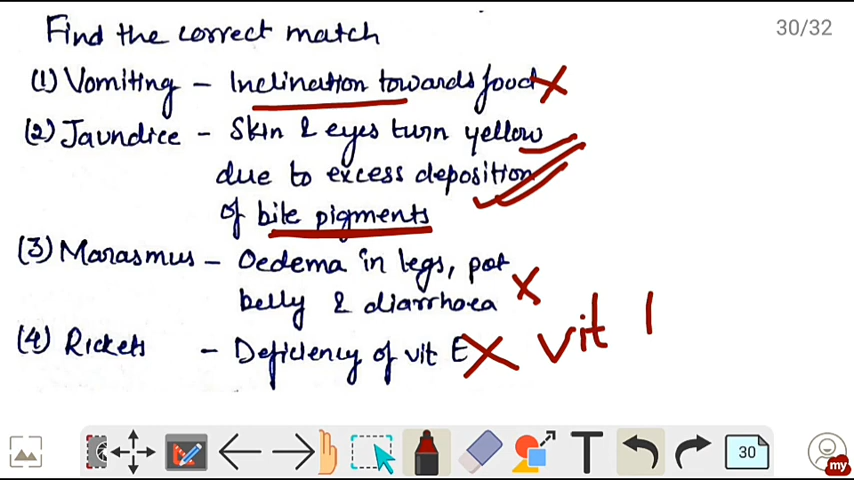 30/32
Find the correct match
(1) Vomiting - Inclination towards food
(2) Jaundice - Skin & eyes turn yellow
due to excess deposition
of bile pigments
(3) Marasmus - Oedema in legs, pot
belly & diarrhoea
(4) Rickets - Deficiency of vit E vit
T
30
my